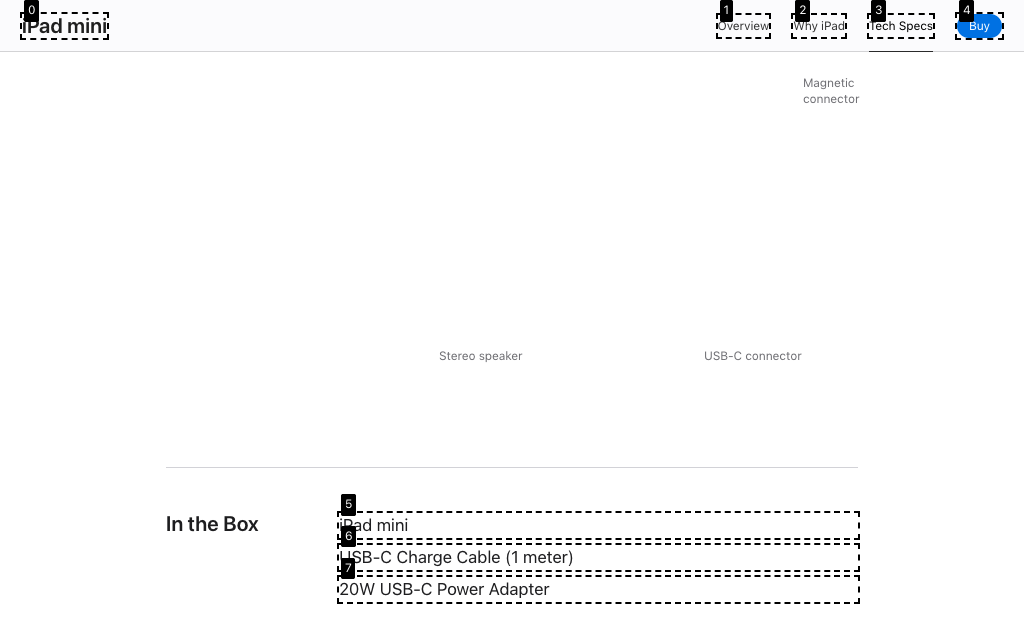 0
iPad mini
1
Overview
2
Why iPad
3
Tech Specs
4
Buy
Magnetic
connector
Stereo speaker
USB-C connector
In the Box
5
iPad mini
6
USB-C Charge Cable (1 meter)
7
20W USB-C Power Adapter